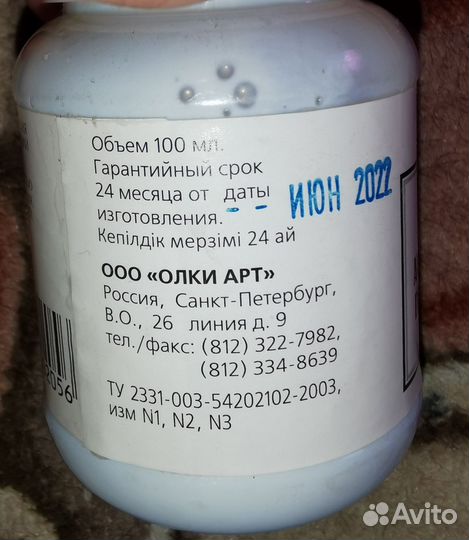 Объем 100 мл.
Гарантийный срок
24 месяца от даты
изготовления. - - ИЮН 2022
Кепілдік мерзімі 24 ай
ООО «ОЛКИ АРТ»
Россия, Санкт-Петербург,
В.О., 26 линия д. 9
тел./факс: (812) 322-7982,
(812) 334-8639
ТУ 2331-003-54202102-2003,
изм N1, N2, N3
2056
Avito